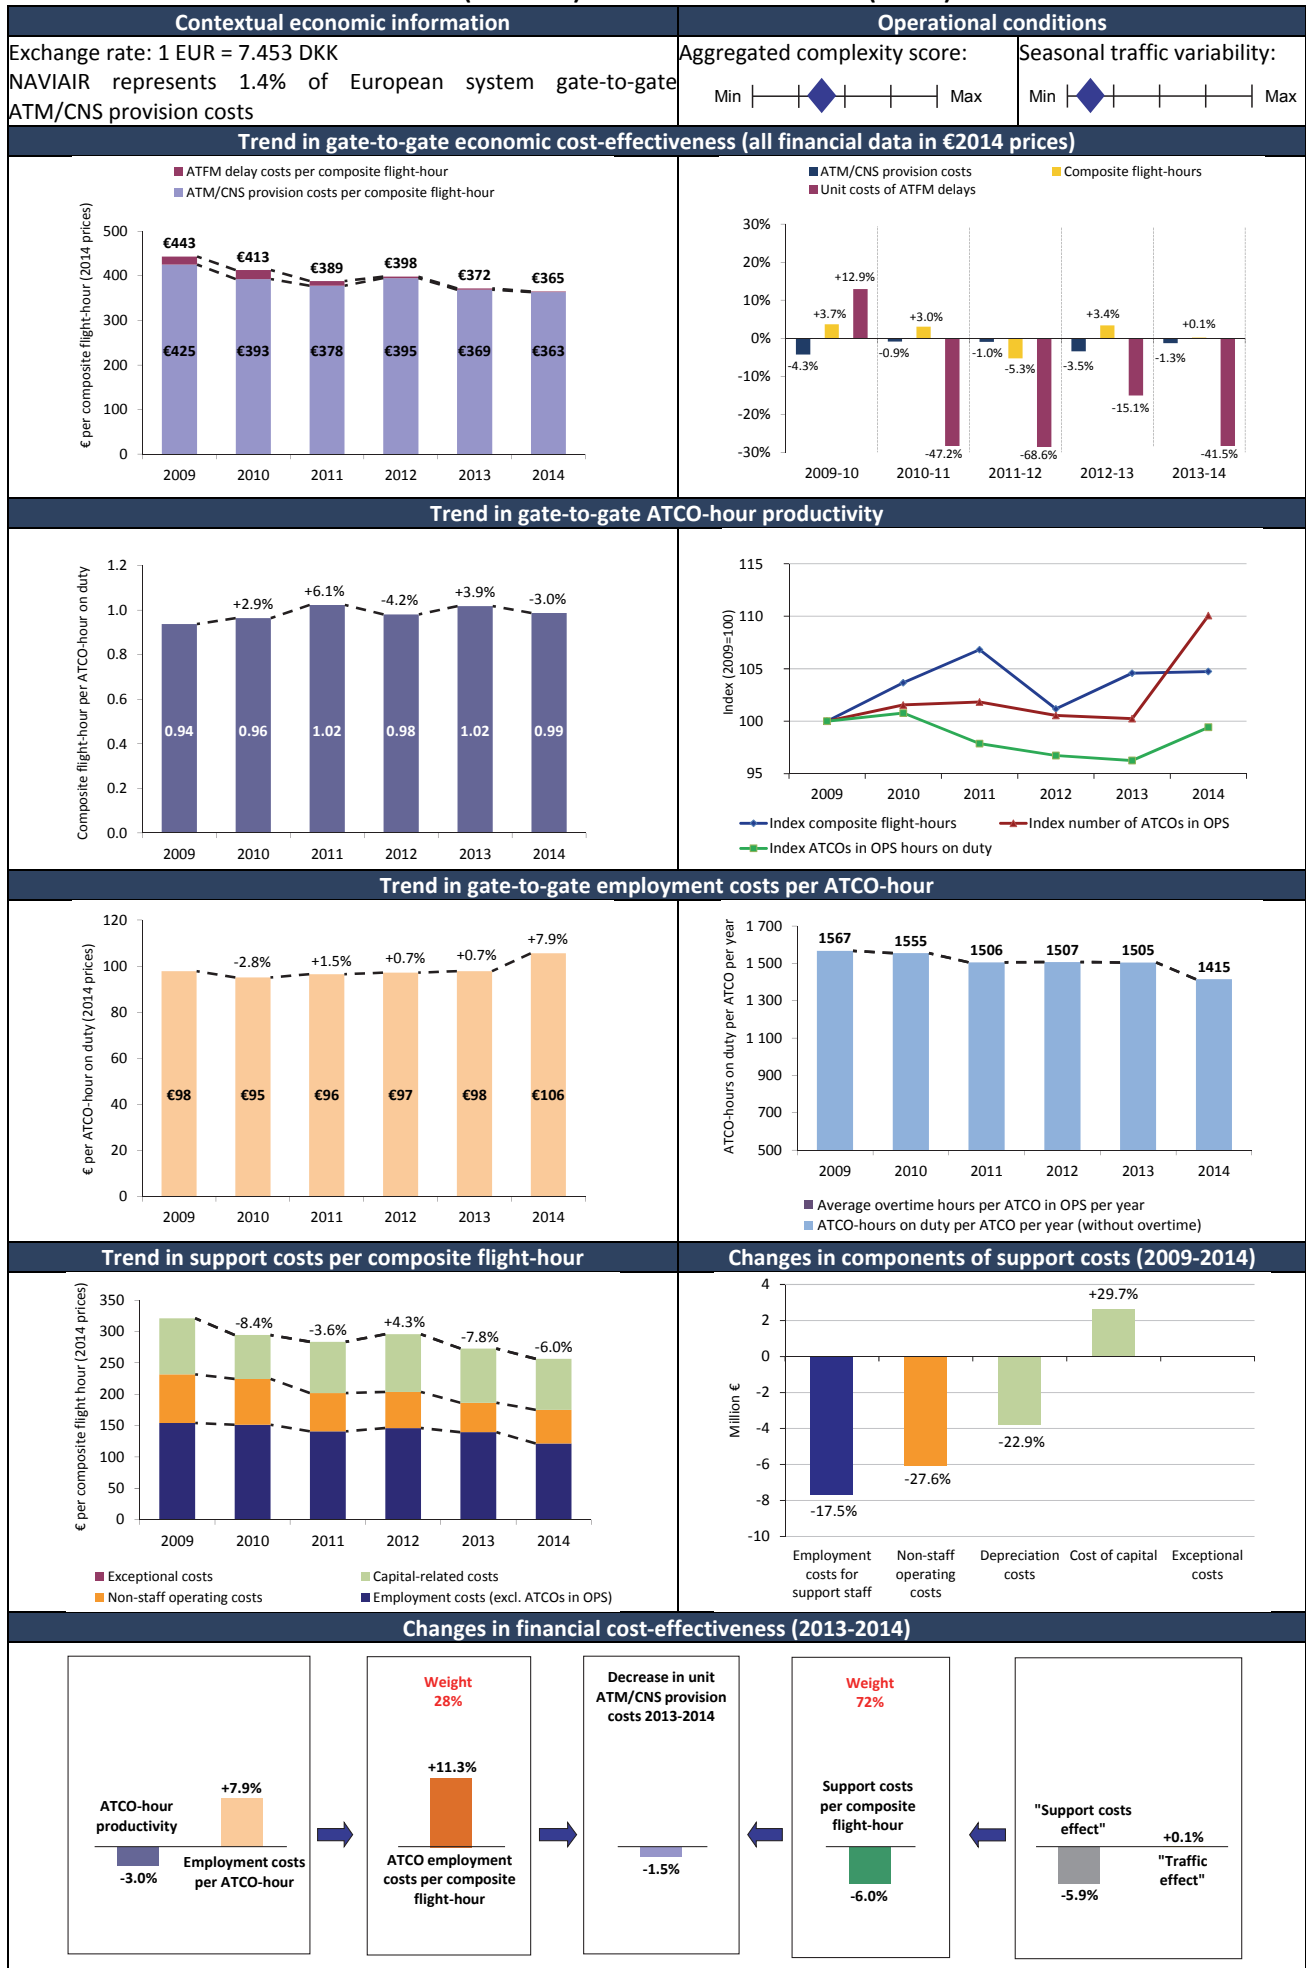 Contextual economic information
Operational conditions
Exchange rate: 1 EUR = 7.453 DKK
NAVIAIR represents 1.4% of European system gate-to-gate
ATM/CNS provision costs
Aggregated complexity score:
Min Max
Seasonal traffic variability:
Min Max
Trend in gate-to-gate economic cost-effectiveness (all financial data in €2014 prices)
ATFM delay costs per composite flight-hour
ATM/CNS provision costs per composite flight-hour
€ per composite flight-hour (2014 prices)
500
400
300
200
100
0
€443 €413 €389 €398 €372 €365
€425 €393 €378 €395 €369 €363
2009 2010 2011 2012 2013 2014
ATM/CNS provision costs Composite flight-hours
Unit costs of ATFM delays
30%
20%
10%
0%
-10%
-20%
-30%
-4.3% +3.7% +12.9%
-0.9% +3.0% -47.2%
-1.0% -5.3% -68.6%
-3.5% +3.4% -15.1%
-1.3% +0.1% -41.5%
2009-10 2010-11 2011-12 2012-13 2013-14
Trend in gate-to-gate ATCO-hour productivity
Composite flight-hour per ATCO-hour on duty
1.2
1.0
0.8
0.6
0.4
0.2
0.0
+2.9% +6.1% -4.2% +3.9% -3.0%
0.94 0.96 1.02 0.98 1.02 0.99
2009 2010 2011 2012 2013 2014
Index (2009=100)
115
110
105
100
95
2009 2010 2011 2012 2013 2014
Index composite flight-hours Index number of ATCOs in OPS
Index ATCOs in OPS hours on duty
Trend in gate-to-gate employment costs per ATCO-hour
€ per ATCO-hour on duty (2014 prices)
120
100
80
60
40
20
0
-2.8% +1.5% +0.7% +0.7% +7.9%
€98 €95 €96 €97 €98 €106
2009 2010 2011 2012 2013 2014
ATCO-hours on duty per ATCO per year
1 700
1 500
1 300
1 100
900
700
500
1567 1555 1506 1507 1505 1415
2009 2010 2011 2012 2013 2014
Average overtime hours per ATCO in OPS per year
ATCO-hours on duty per ATCO per year (without overtime)
Trend in support costs per composite flight-hour
€ per composite flight hour (2014 prices)
350
300
250
200
150
100
50
0
-8.4% -3.6% +4.3% -7.8% -6.0%
2009 2010 2011 2012 2013 2014
Exceptional costs Capital-related costs
Non-staff operating costs Employment costs (excl. ATCOs in OPS)
Changes in components of support costs (2009-2014)
Million €
4
2
0
-2
-4
-6
-8
-10
-17.5% -27.6% -22.9% +29.7%
Employment Non-staff Depreciation Cost of capital Exceptional
costs for operating costs costs
support staff costs
Changes in financial cost-effectiveness (2013-2014)
ATCO-hour
productivity
-3.0%
+7.9%
Employment costs
per ATCO-hour
Weight
28%
+11.3%
ATCO employment
costs per composite
flight-hour
Decrease in unit
ATM/CNS provision
costs 2013-2014
-1.5%
Weight
72%
Support costs
per composite
flight-hour
-6.0%
"Support costs
effect"
-5.9%
+0.1%
"Traffic
effect"